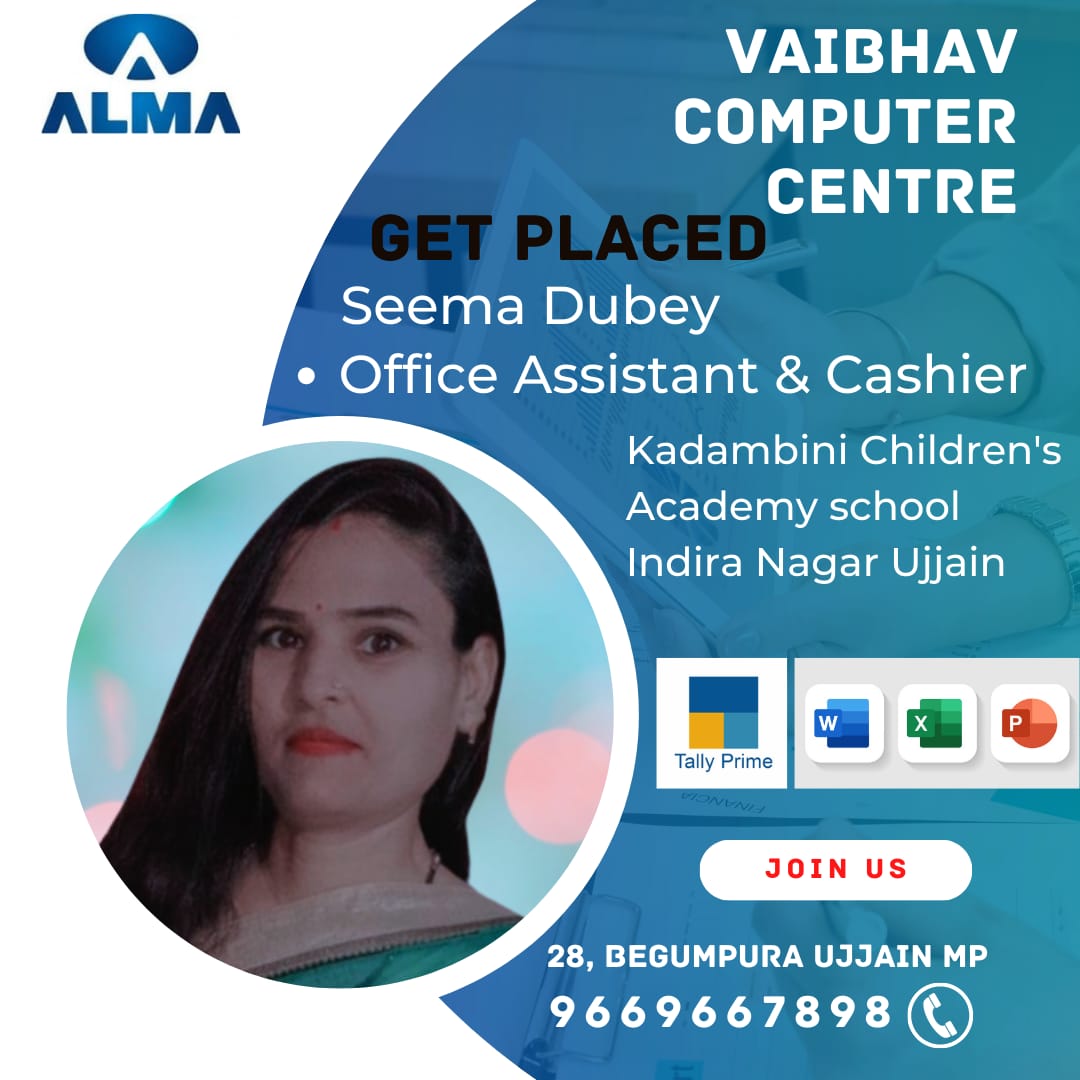 ALMA
VAIBHAV
COMPUTER
CENTRE
GET PLACED
Seema Dubey
• Office Assistant & Cashier
Kadambini Children's
Academy school
Indira Nagar Ujjain
W X P
Tally Prime
FINANCIA
JOIN US
28, BEGUMPURA UJJAIN MP
9669667898